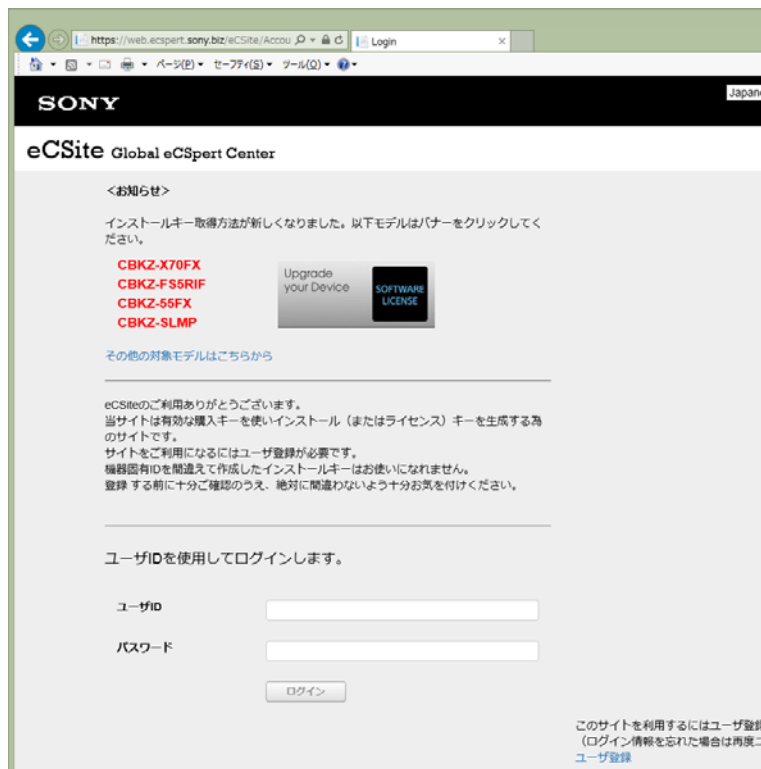 https://web.ecspert.sony.biz/eCSite/Accou
Login
ページ(P)
セーフティ(S)
ツール(O)
SONY
eCSite Global eCSpert Center
<お知らせ>
インストールキー取得方法が新しくなりました。以下モデルはバナーをクリックしてく
ださい。
CBKZ-X70FX
CBKZ-FS5RIF
CBKZ-55FX
CBKZ-SLMP
Upgrade
your Device
SOFTWARE
LICENSE
その他の対象モデルはこちらから
eCSiteのご利用ありがとうございます。
当サイトは有効な購入キーを使いインストール（またはライセンス）キーを生成する為
のサイトです。
サイトをご利用になるにはユーザ登録が必要です。
機器固有IDを間違えて作成したインストールキーはお使いになれません。
登録 する前に十分ご確認のうえ、絶対に間違わないよう十分お気を付けください。
ユーザIDを使用してログインします。
ユーザID
パスワード
ログイン
このサイトを利用するにはユーザ登
（ログイン情報を忘れた場合は再度
ユーザ登録